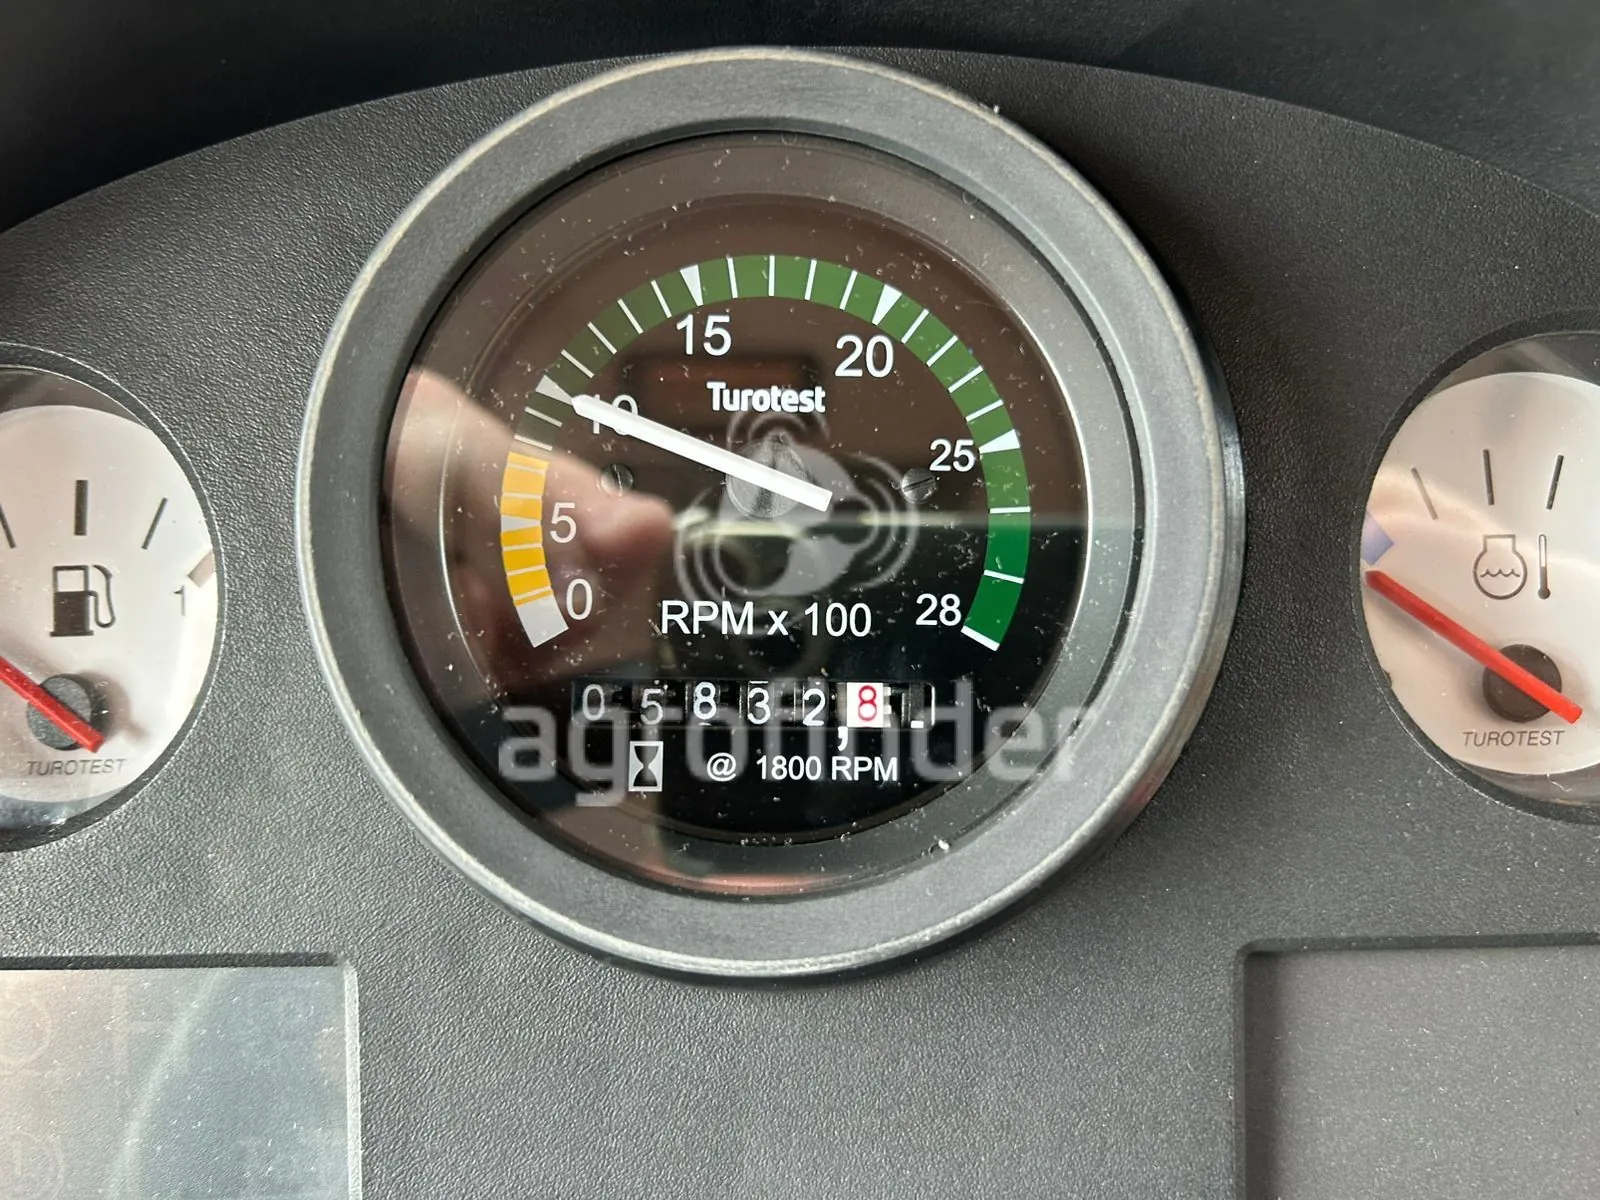 15
20
Turotest
10
25
5
0
RPM x 100
28
1
05832,8
agrofinder
@ 1800 RPM
TUROTEST
TUROTEST